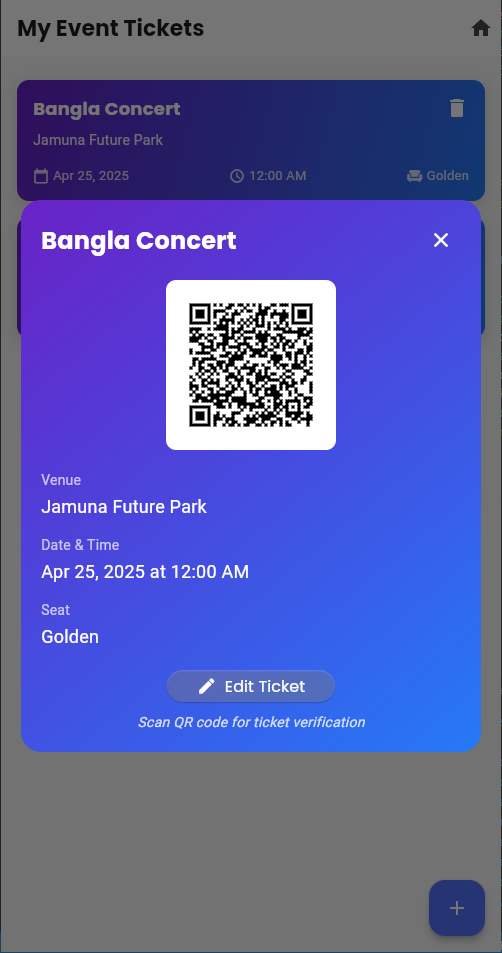 My Event Tickets
Bangla Concert
Jamuna Future Park
Apr 25, 2025 12:00 AM Golden
Bangla Concert
Venue
Jamuna Future Park
Date & Time
Apr 25, 2025 at 12:00 AM
Seat
Golden
Edit Ticket
Scan QR code for ticket verification